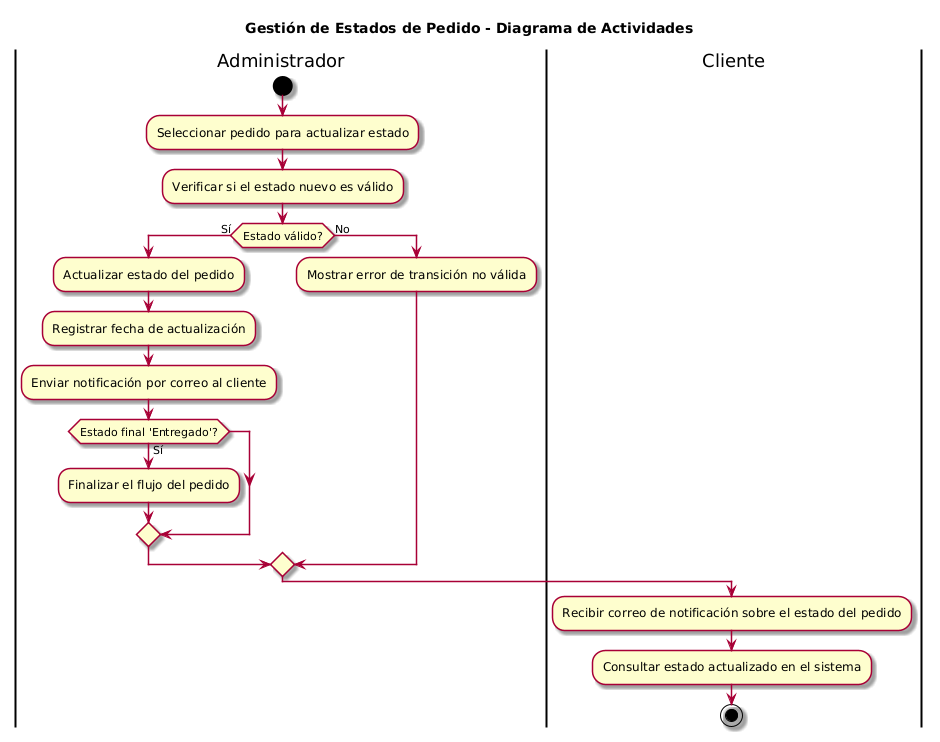 Gestión de Estados de Pedido - Diagrama de Actividades
Administrador
Cliente
Seleccionar pedido para actualizar estado
Verificar si el estado nuevo es válido
Sí
Estado válido?
No
Actualizar estado del pedido
Mostrar error de transición no válida
Registrar fecha de actualización
Enviar notificación por correo al cliente
Estado final 'Entregado'?
Sí
Finalizar el flujo del pedido
Recibir correo de notificación sobre el estado del pedido
Consultar estado actualizado en el sistema